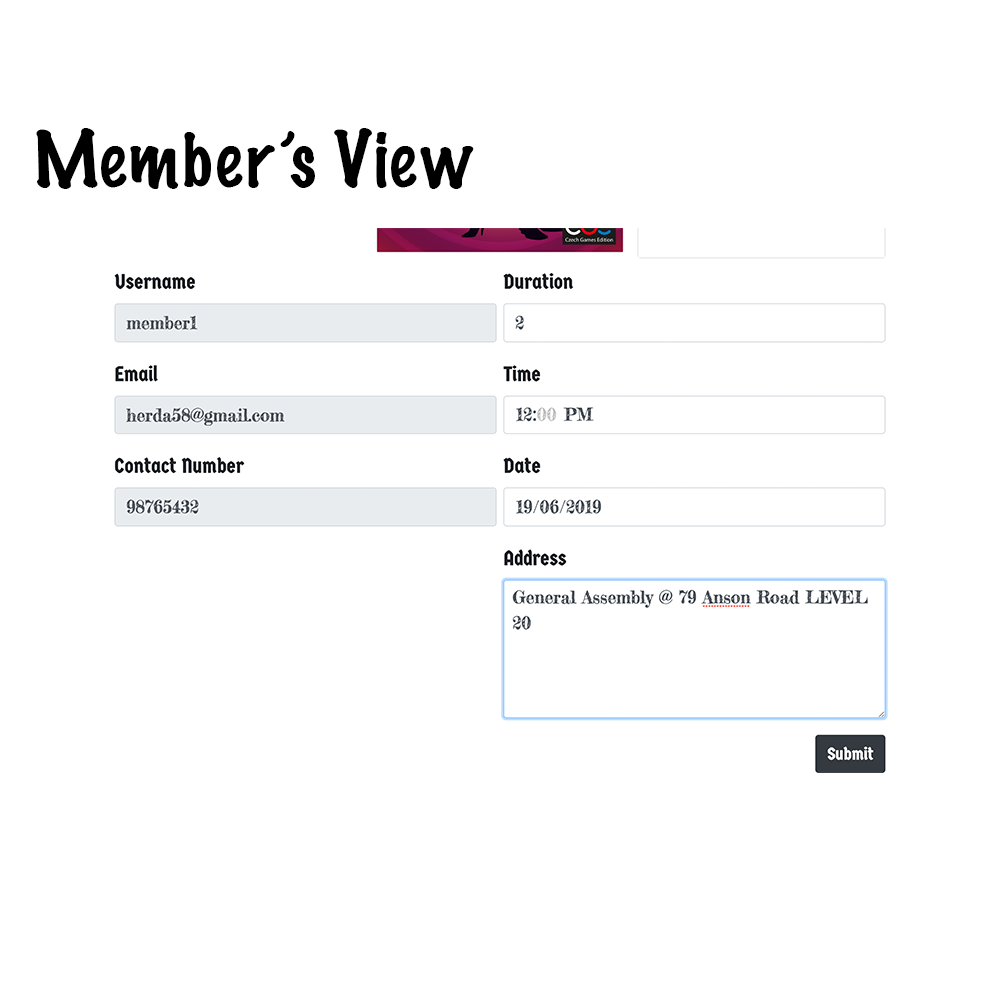 Member's View
Czech Games Edition
Username
member1
Email
herda58@gmail.com
Contact Number
98765432
Duration
2
Time
12:00 PM
Date
19/06/2019
Address
General Assembly @ 79 Anson Road LEVEL
20
Submit